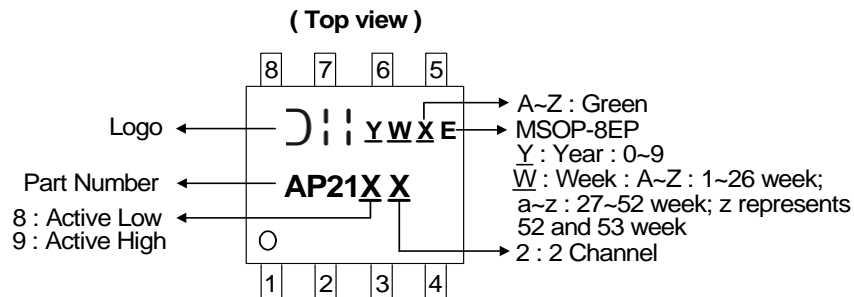 ( Top view )
8 7 6 5
Logo
Y W X E
A~Z : Green
MSOP-8EP
Y : Year : 0~9
W : Week : A~Z : 1~26 week;
a~z : 27~52 week; z represents
52 and 53 week
Part Number
AP21X X
8 : Active Low
9 : Active High
2 : 2 Channel
1 2 3 4